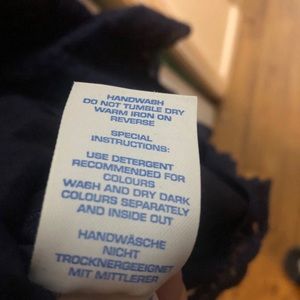 HANDWASH
DO NOT TUMBLE DRY
WARM IRON ON
REVERSE
SPECIAL
INSTRUCTIONS:
USE DETERGENT
RECOMMENDED FOR
COLOURS
WASH AND DRY DARK
COLOURS SEPARATELY
AND INSIDE OUT
HANDWÄSCHE
NICHT
TROCKNERGEEIGNET
MIT MITTLERER